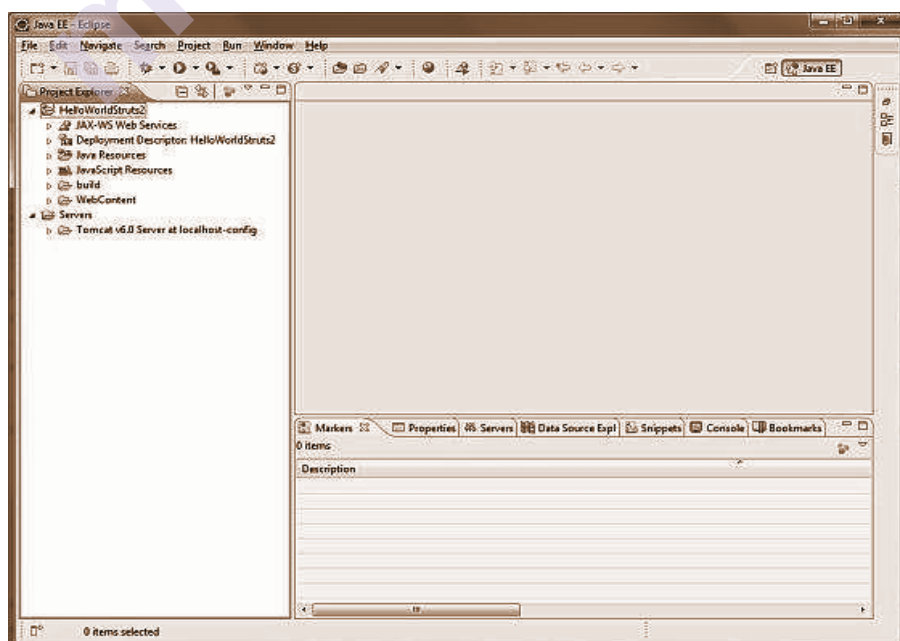 Java EE - Eclipse
File Edit Navigate Search Project Run Window Help
Java EE
Project Explorer
HelloWorldStruts2
JAX-WS Web Services
Deployment Descriptor: HelloWorldStruts2
Java Resources
JavaScript Resources
build
WebContent
Servers
Tomcat v6.0 Server at localhost-config
Markers Properties Servers Data Source Expl Snippets Console Bookmarks
0 items
Description
0 items selected